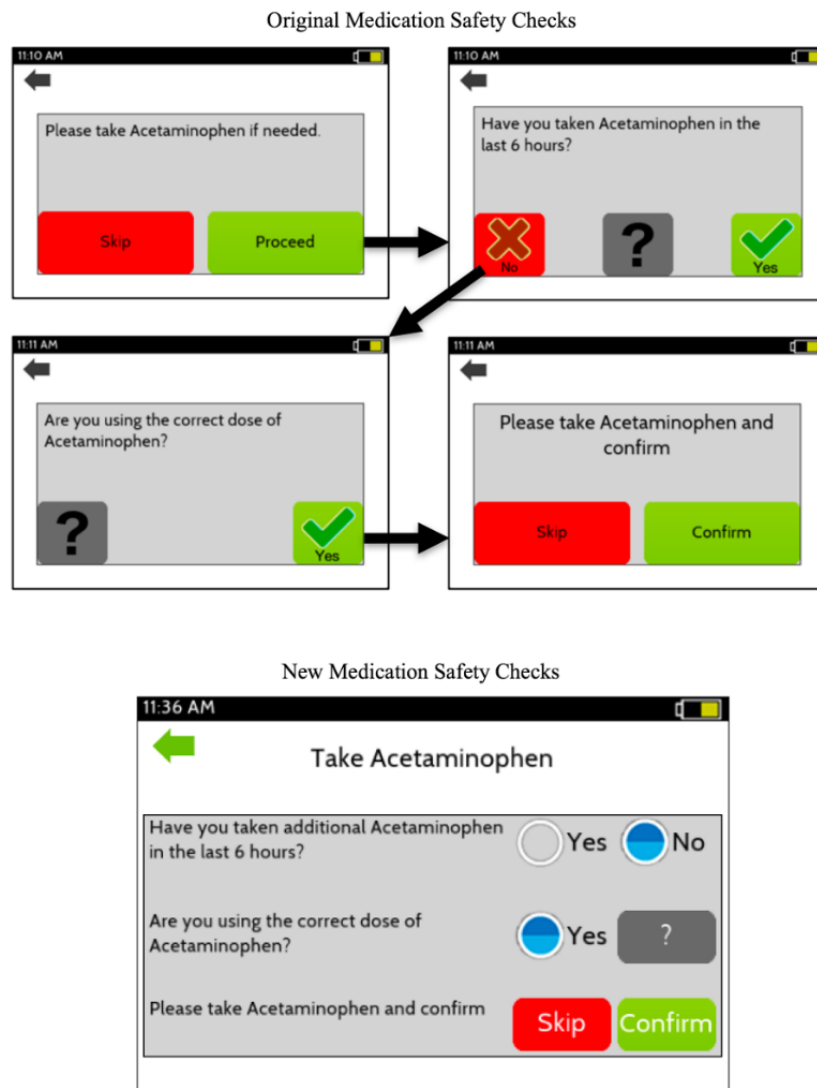 Original Medication Safety Checks
11:10 AM
Please take Acetaminophen if needed.
Skip
Proceed
11:10 AM
Have you taken Acetaminophen in the
last 6 hours?
No
?
Yes
11:11 AM
Are you using the correct dose of
Acetaminophen?
?
Yes
11:11 AM
Please take Acetaminophen and
confirm
Skip
Confirm
New Medication Safety Checks
11:36 AM
Take Acetaminophen
Have you taken additional Acetaminophen
in the last 6 hours?
Yes
No
Are you using the correct dose of
Acetaminophen?
Yes
?
Please take Acetaminophen and confirm
Skip
Confirm